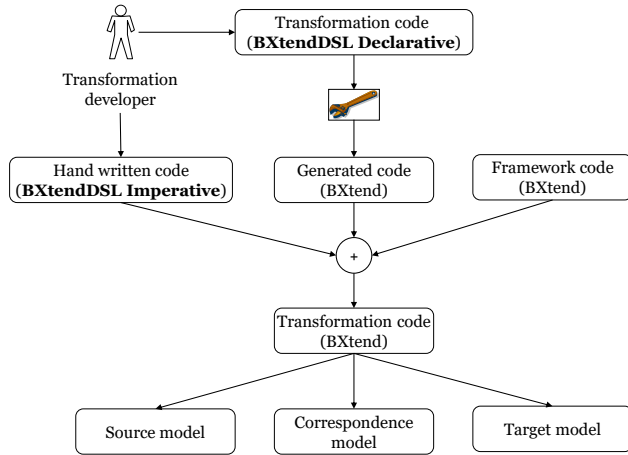 Transformation code
(BXtendDSL Declarative)
Transformation
developer
Hand written code
(BXtendDSL Imperative)
Generated code
(BXtend)
Framework code
(BXtend)
+
Transformation code
(BXtend)
Source model
Correspondence
model
Target model